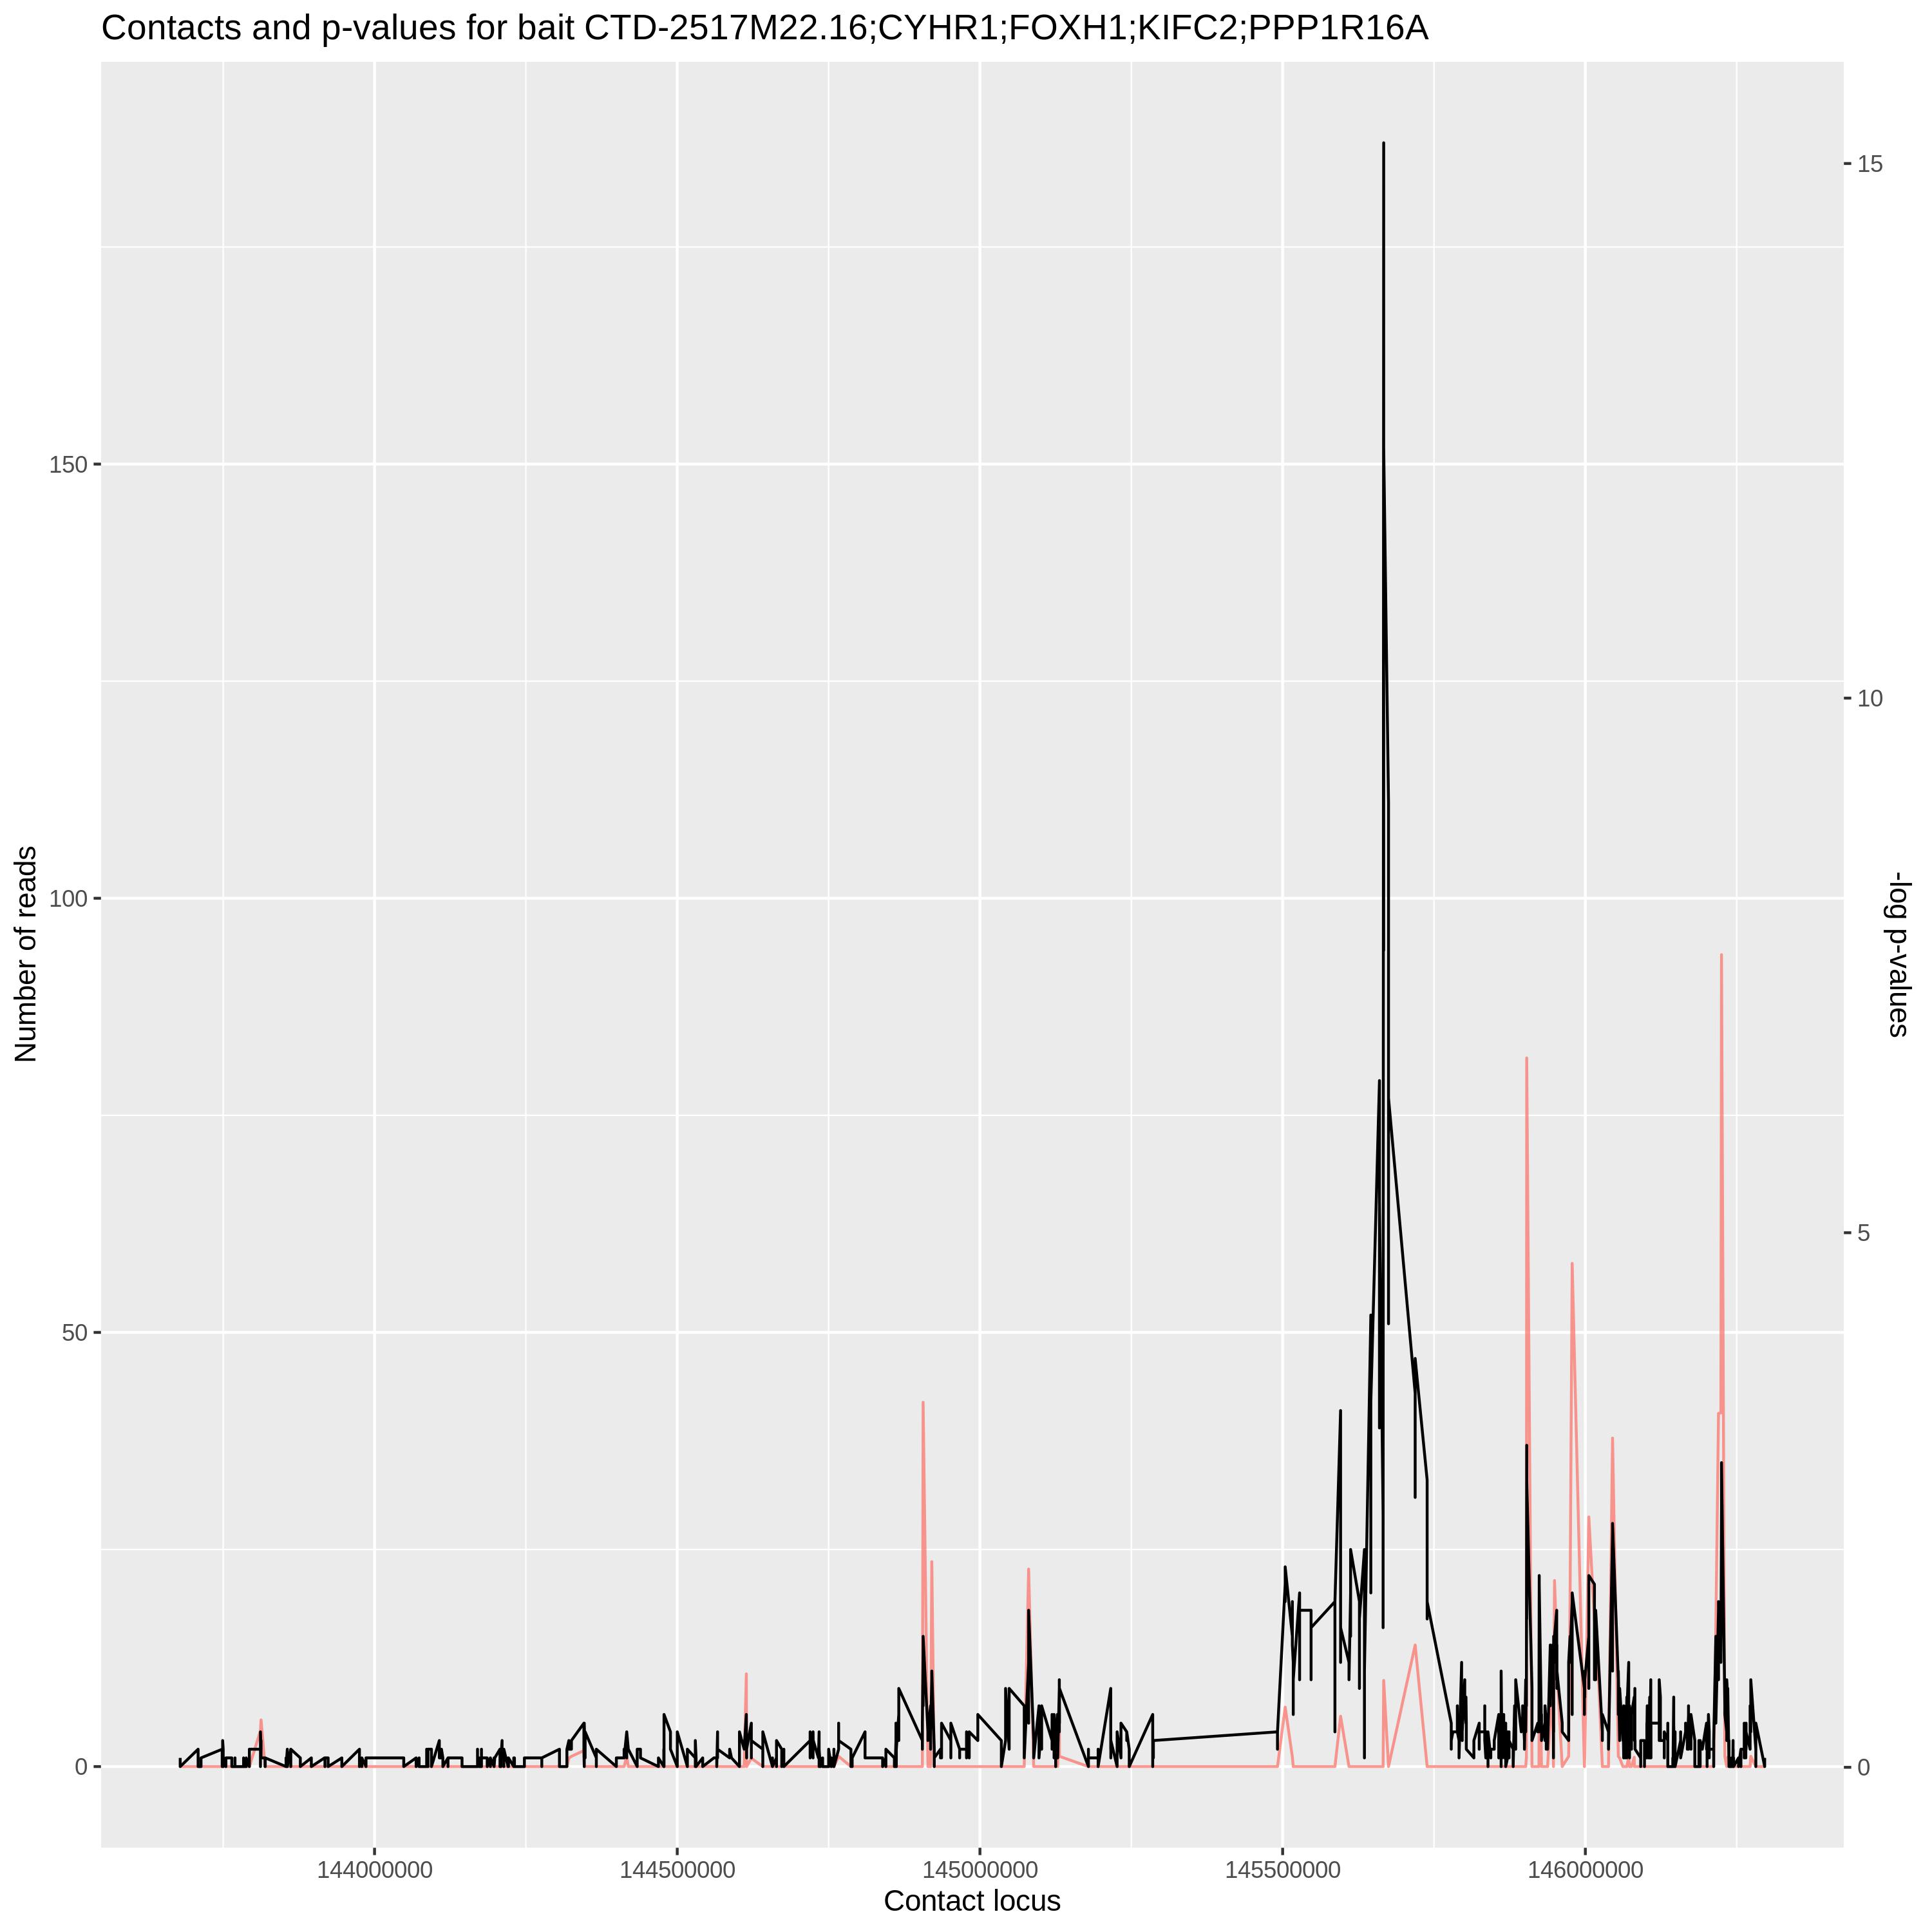 Contacts and p-values for bait CTD-2517M22.16;CYHR1;FOXH1;KIFC2;PPP1R16A
Number of reads
150
100
50
0
15
10
5
0
-log p-values
144000000 144500000 145000000 145500000 146000000
Contact locus